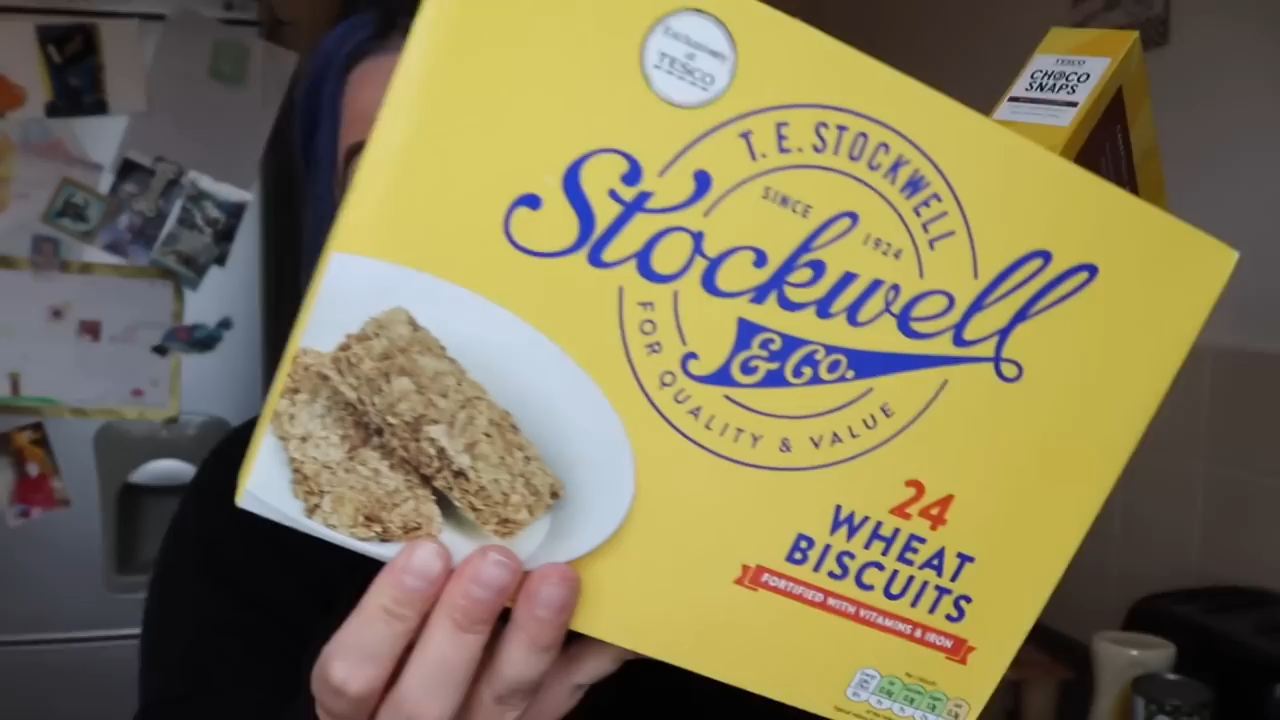 Exclusively
at
TESCO
T. E. STOCKWELL
SINCE 1924
Stockwell
& Co.
FOR QUALITY & VALUE
24
WHEAT
BISCUITS
FORTIFIED WITH VITAMINS & IRON
TESCO
CHOCO
SNAPS